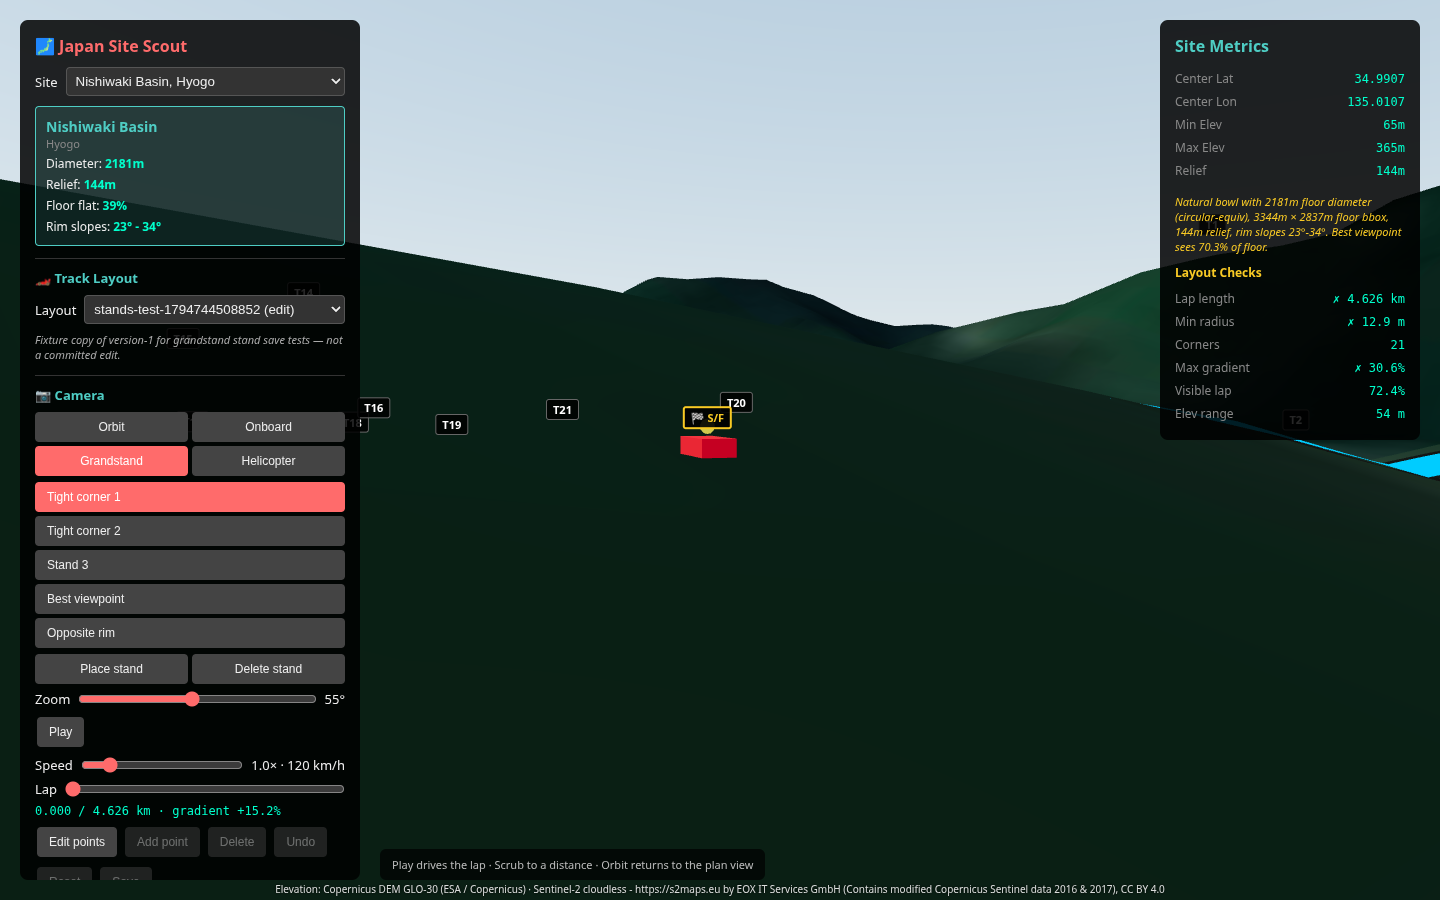 🗾 Japan Site Scout
Site Nishiwaki Basin, Hyogo
Nishiwaki Basin
Hyogo
Diameter: 2181m
Relief: 144m
Floor flat: 39%
Rim slopes: 23° - 34°
🏎️ Track Layout
T14
Layout stands-test-1794744508852 (edit)
Fixture copy of version-1 for grandstand stand save tests — not
a committed edit.
📷 Camera
Orbit Onboard
Grandstand Helicopter
Tight corner 1
Tight corner 2
Stand 3
Best viewpoint
Opposite rim
Place stand Delete stand
Zoom 55°
Play
Speed 1.0× · 120 km/h
Lap
0.000 / 4.626 km · gradient +15.2%
Edit points Add point Delete Undo
Reset Save
T16
T18
T19
T21
T20
🏁 S/F
T2
Site Metrics
Center Lat 34.9907
Center Lon 135.0107
Min Elev 65m
Max Elev 365m
Relief 144m
Natural bowl with 2181m floor diameter
(circular-equiv), 3344m × 2837m floor bbox,
144m relief, rim slopes 23°-34°. Best viewpoint
sees 70.3% of floor.
Layout Checks
Lap length ✗ 4.626 km
Min radius ✗ 12.9 m
Corners 21
Max gradient ✗ 30.6%
Visible lap 72.4%
Elev range 54 m
Play drives the lap · Scrub to a distance · Orbit returns to the plan view
Elevation: Copernicus DEM GLO-30 (ESA / Copernicus) · Sentinel-2 cloudless - https://s2maps.eu by EOX IT Services GmbH (Contains modified Copernicus Sentinel data 2016 & 2017), CC BY 4.0